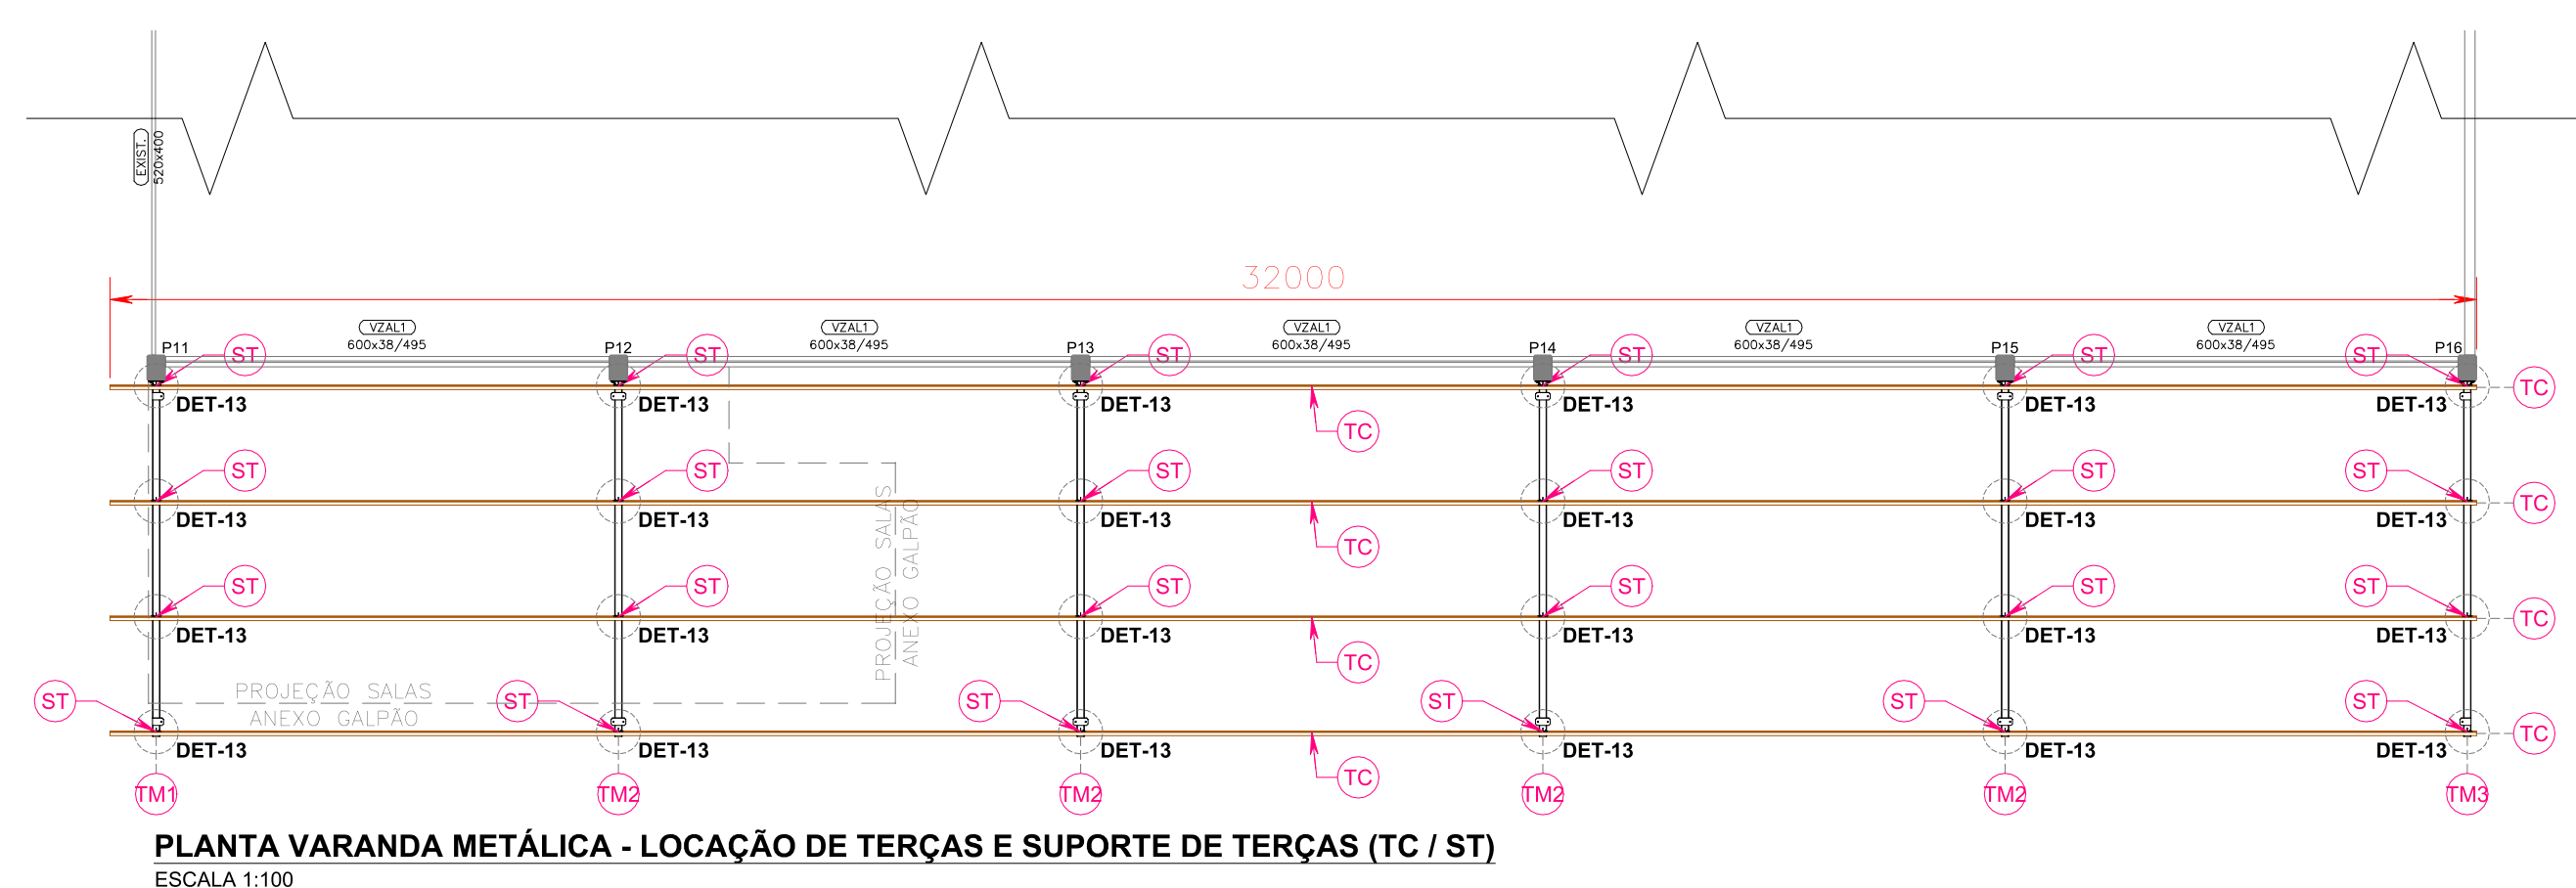 EXIST.
520x400
32000
VZAL1
600x38/495
VZAL1
600x38/495
VZAL1
600x38/495
VZAL1
600x38/495
VZAL1
600x38/495
P11
P12
P13
P14
P15
P16
ST
ST
ST
ST
ST
ST
TC
DET-13
DET-13
DET-13
DET-13
DET-13
DET-13
TC
ST
ST
ST
ST
ST
ST
TC
DET-13
DET-13
DET-13
DET-13
DET-13
DET-13
TC
ST
ST
ST
ST
ST
ST
TC
DET-13
DET-13
DET-13
DET-13
DET-13
DET-13
TC
PROJEÇÃO SALAS
ANEXO GALPÃO
PROJEÇÃO SALAS
ANEXO GALPÃO
ST
ST
ST
ST
ST
ST
TC
DET-13
DET-13
DET-13
DET-13
DET-13
DET-13
TC
TM1
TM2
TM2
TM2
TM2
TM3
PLANTA VARANDA METÁLICA - LOCAÇÃO DE TERÇAS E SUPORTE DE TERÇAS (TC / ST)
ESCALA 1:100